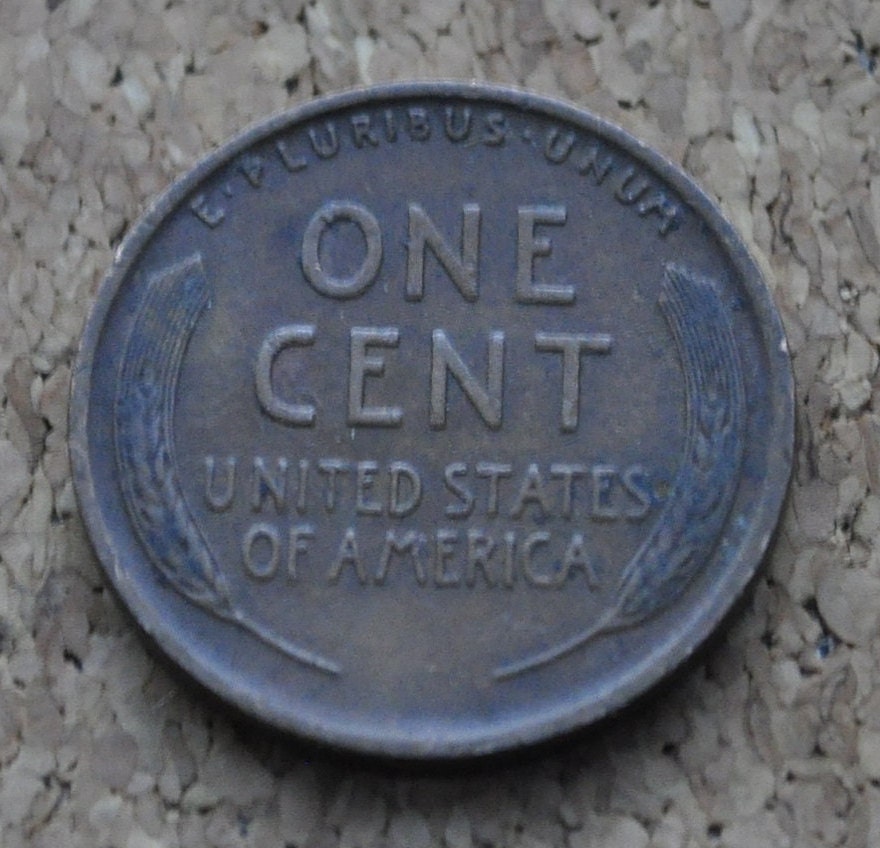 E · PLURIBUS · UNUM
ONE
CENT
UNITED STATES
OF AMERICA